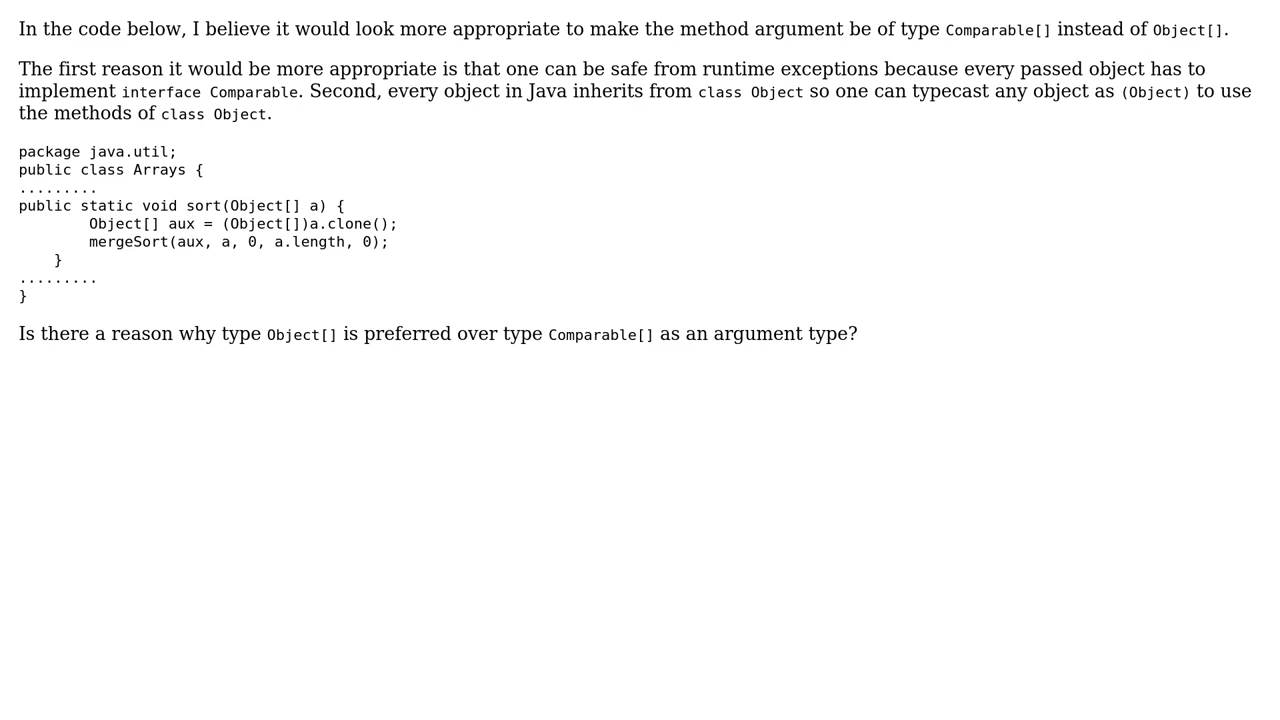 In the code below, I believe it would look more appropriate to make the method argument be of type Comparable[] instead of Object[].
The first reason it would be more appropriate is that one can be safe from runtime exceptions because every passed object has to
implement interface Comparable. Second, every object in Java inherits from class Object so one can typecast any object as (Object) to use
the methods of class Object.
package java.util;
public class Arrays {
.........
public static void sort(Object[] a) {
        Object[] aux = (Object[])a.clone();
        mergeSort(aux, a, 0, a.length, 0);
    }
.........
}
Is there a reason why type Object[] is preferred over type Comparable[] as an argument type?